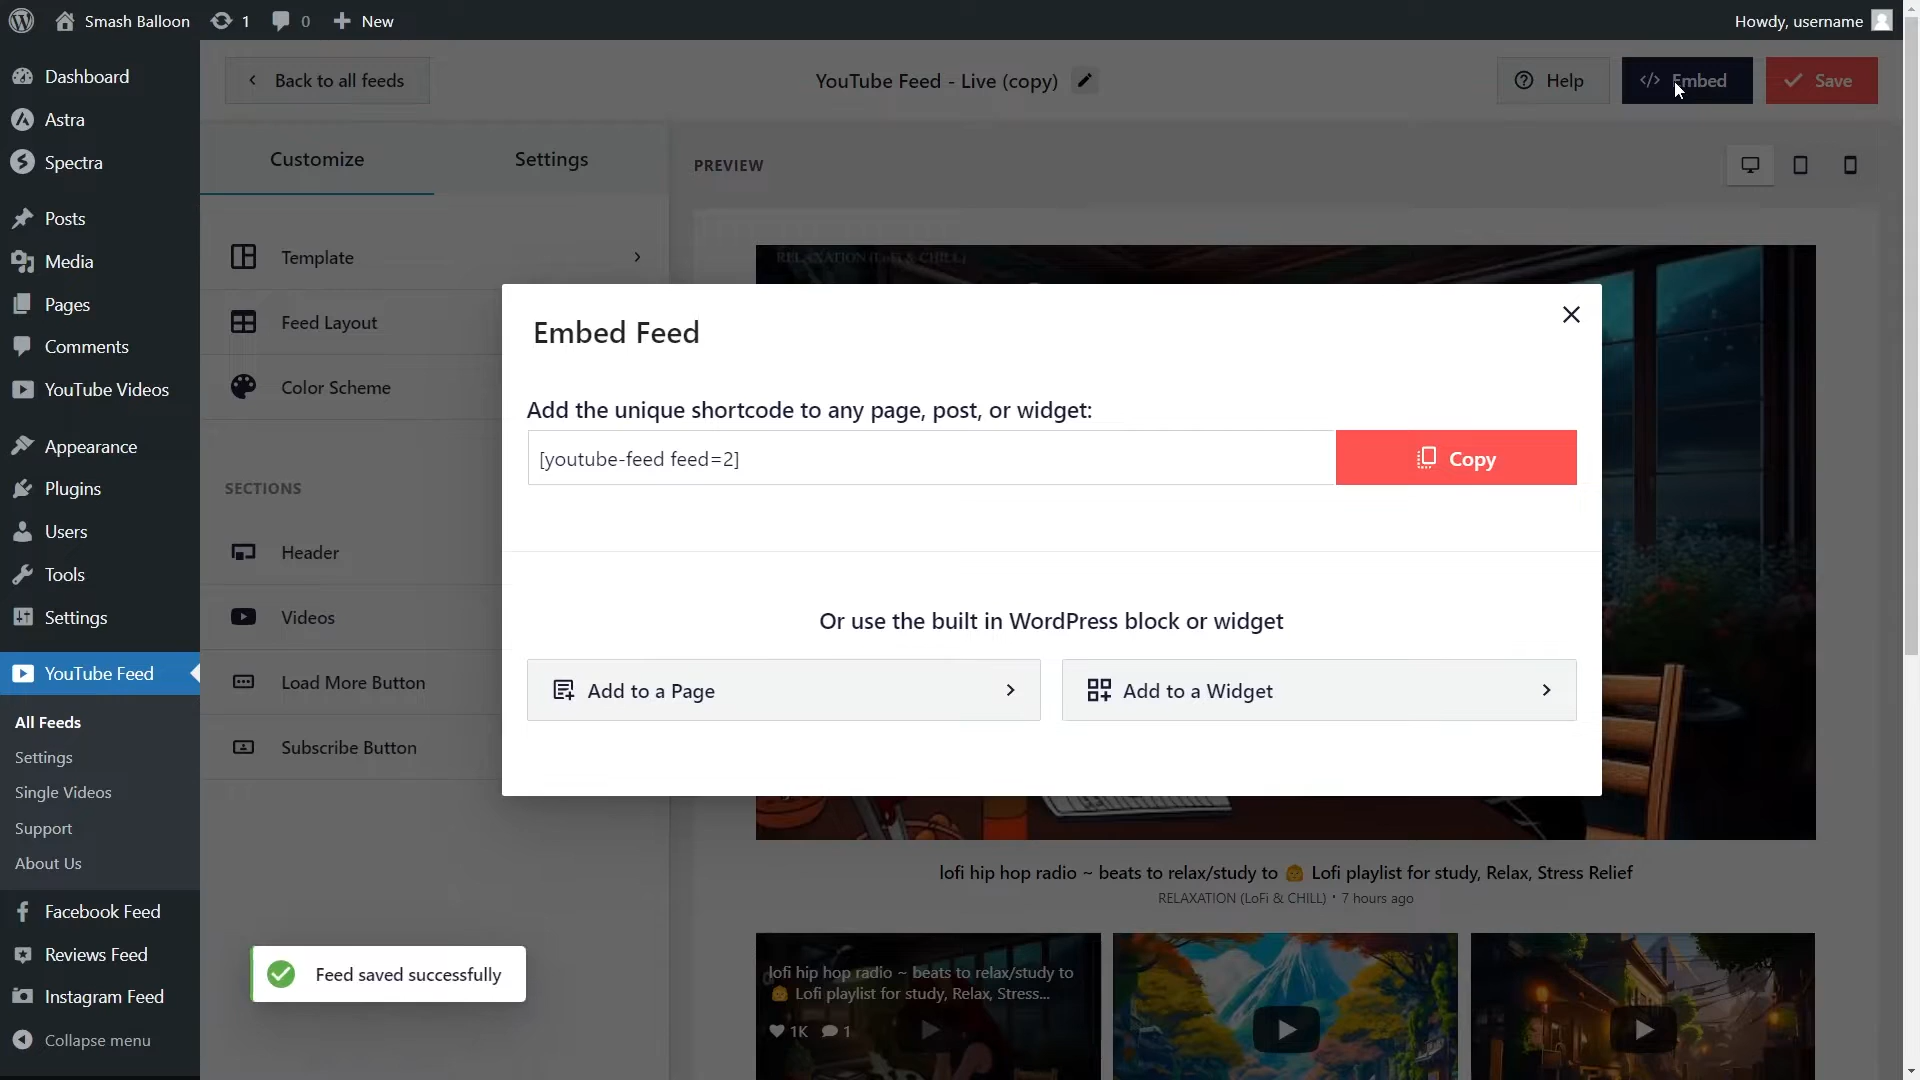 Smash Balloon
1
0
New
Howdy, username
Dashboard
Astra
Spectra
Posts
Media
Pages
Comments
YouTube Videos
Appearance
Plugins
Users
Tools
Settings
YouTube Feed
All Feeds
Settings
Single Videos
Support
About Us
Facebook Feed
Reviews Feed
Instagram Feed
Collapse menu
Back to all feeds
YouTube Feed - Live (copy)
Help
Embed
Save
Customize
Settings
Template
Feed Layout
Color Scheme
SECTIONS
Header
Videos
Load More Button
Subscribe Button
PREVIEW
RELAXATION (LoFi & CHILL)
Embed Feed
Add the unique shortcode to any page, post, or widget:
[youtube-feed feed=2]
Copy
Or use the built in WordPress block or widget
Add to a Page
Add to a Widget
lofi hip hop radio ~ beats to relax/study to 🙉 Lofi playlist for study, Relax, Stress Relief
RELAXATION (LoFi & CHILL) · 7 hours ago
lofi hip hop radio ~ beats to relax/study to
Lofi playlist for study, Relax, Stress...
1K 1
Feed saved successfully